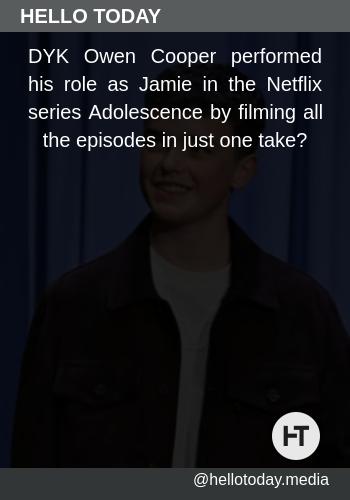 HELLO TODAY
DYK Owen Cooper performed
his role as Jamie in the Netflix
series Adolescence by filming all
the episodes in just one take?
HT
@hellotoday.media